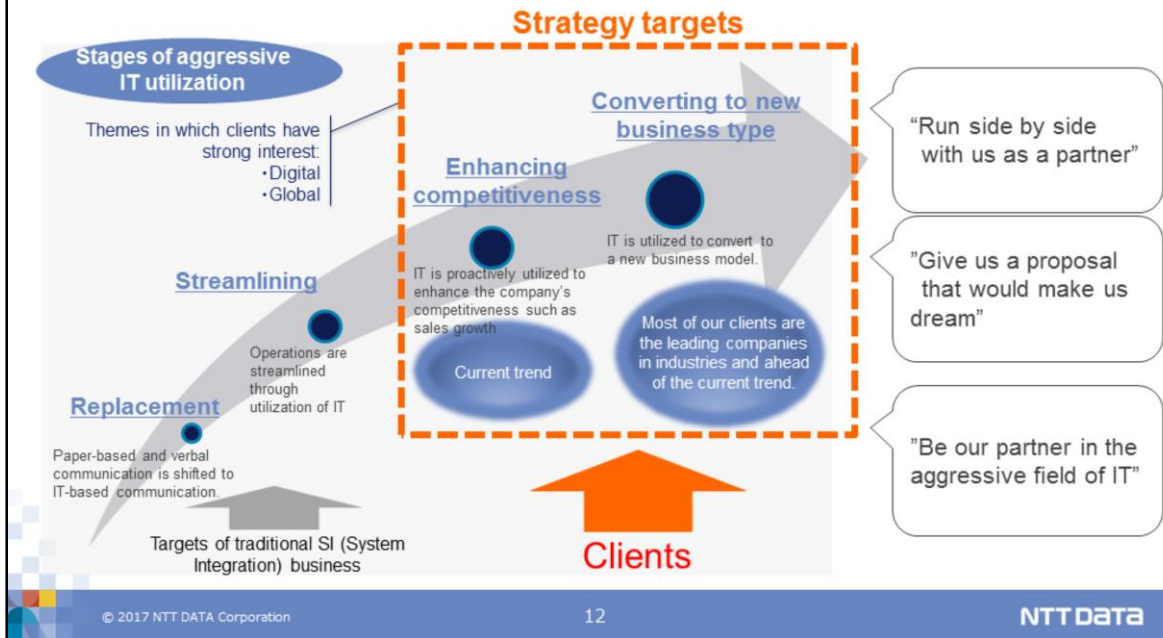 Strategy targets
Stages of aggressive
IT utilization
Themes in which clients have
strong interest:
・Digital
・Global
Converting to new
business type
IT is utilized to convert to
a new business model.
Most of our clients are
the leading companies
in industries and ahead
of the current trend.
Enhancing
competitiveness
IT is proactively utilized to
enhance the company's
competitiveness such as
sales growth
Current trend
Streamlining
Operations are
streamlined
through
utilization of IT
Replacement
Paper-based and verbal
communication is shifted to
IT-based communication.
Targets of traditional SI (System
Integration) business
Clients
"Run side by side
with us as a partner"
"Give us a proposal
that would make us
dream"
"Be our partner in the
aggressive field of IT"
© 2017 NTT DATA Corporation
12
NTT DATA